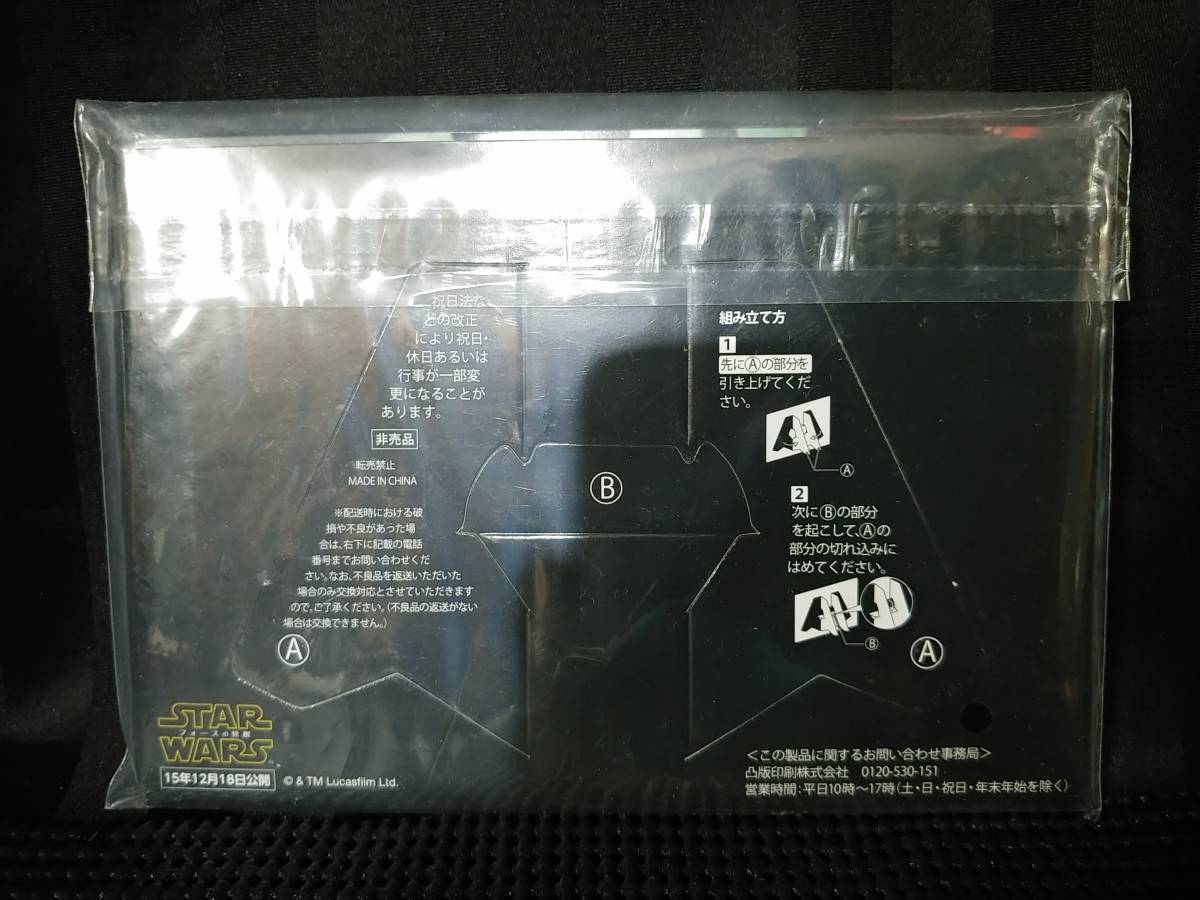 祝日法な
どの改正
により祝日・
休日あるいは
行事が一部変
更になることが
あります。
非売品
転売禁止
MADE IN CHINA
※配送時における破
損や不良があった場
合は、右下に記載の電話
番号までお問い合わせくだ
さい。なお、不良品を返送いただいた
場合のみ交換対応とさせていただきます
ので、ご了承ください。(不良品の返送がない
場合は交換できません。)
A
B
組み立て方
1
先にAの部分を
引き上げてくだ
さい。
A
2
次にBの部分
を起こして、Aの
部分の切れ込みに
はめてください。
B
A
STAR
フォースの覚醒
WARS
15年12月18日公開
© & TM Lucasfilm Ltd.
<この製品に関するお問い合わせ事務局>
凸版印刷株式会社 0120-530-151
営業時間:平日10時〜17時(土・日・祝日・年末年始を除く)